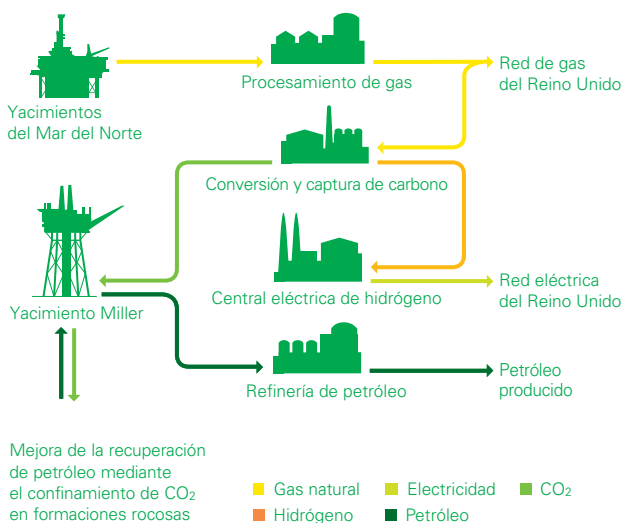 Yacimientos
del Mar del Norte
Procesamiento de gas
Red de gas
del Reino Unido
Conversión y captura de carbono
Yacimiento Miller
Central eléctrica de hidrógeno
Red eléctrica
del Reino Unido
Refinería de petróleo
Petróleo
producido
Mejora de la recuperación
de petróleo mediante
el confinamiento de CO₂
en formaciones rocosas
Gas natural
Electricidad
CO₂
Hidrógeno
Petróleo